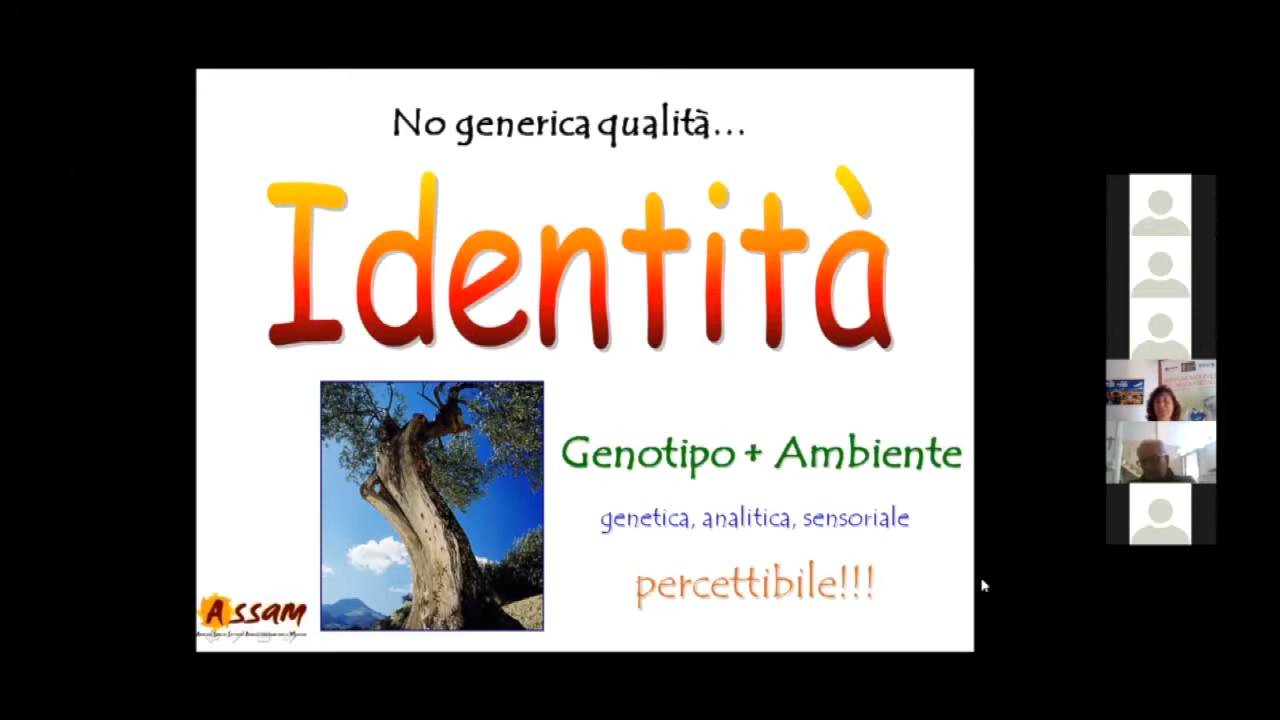 No generica qualità...
Identità
Genotipo + Ambiente
genetica, analitica, sensoriale
percettibile!!!
Assam